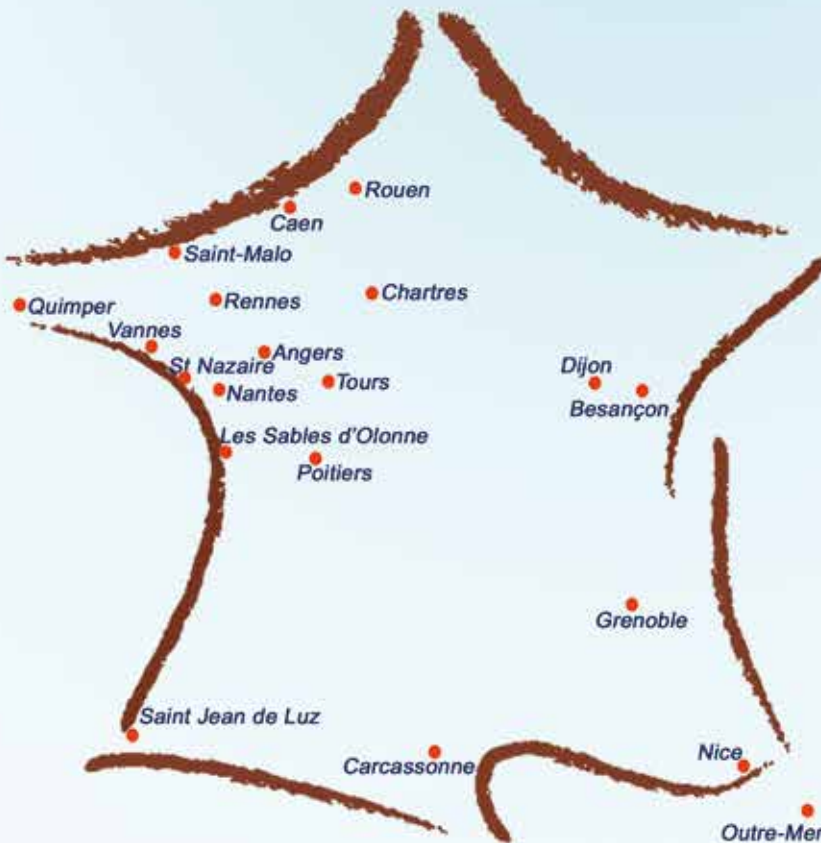 Rouen
Caen
Saint-Malo
Chartres
Rennes
Quimper
Vannes
Angers
St Nazaire
Tours
Dijon
Nantes
Besançon
Les Sables d'Olonne
Poitiers
Grenoble
Saint Jean de Luz
Carcassonne
Nice
Outre-Mer